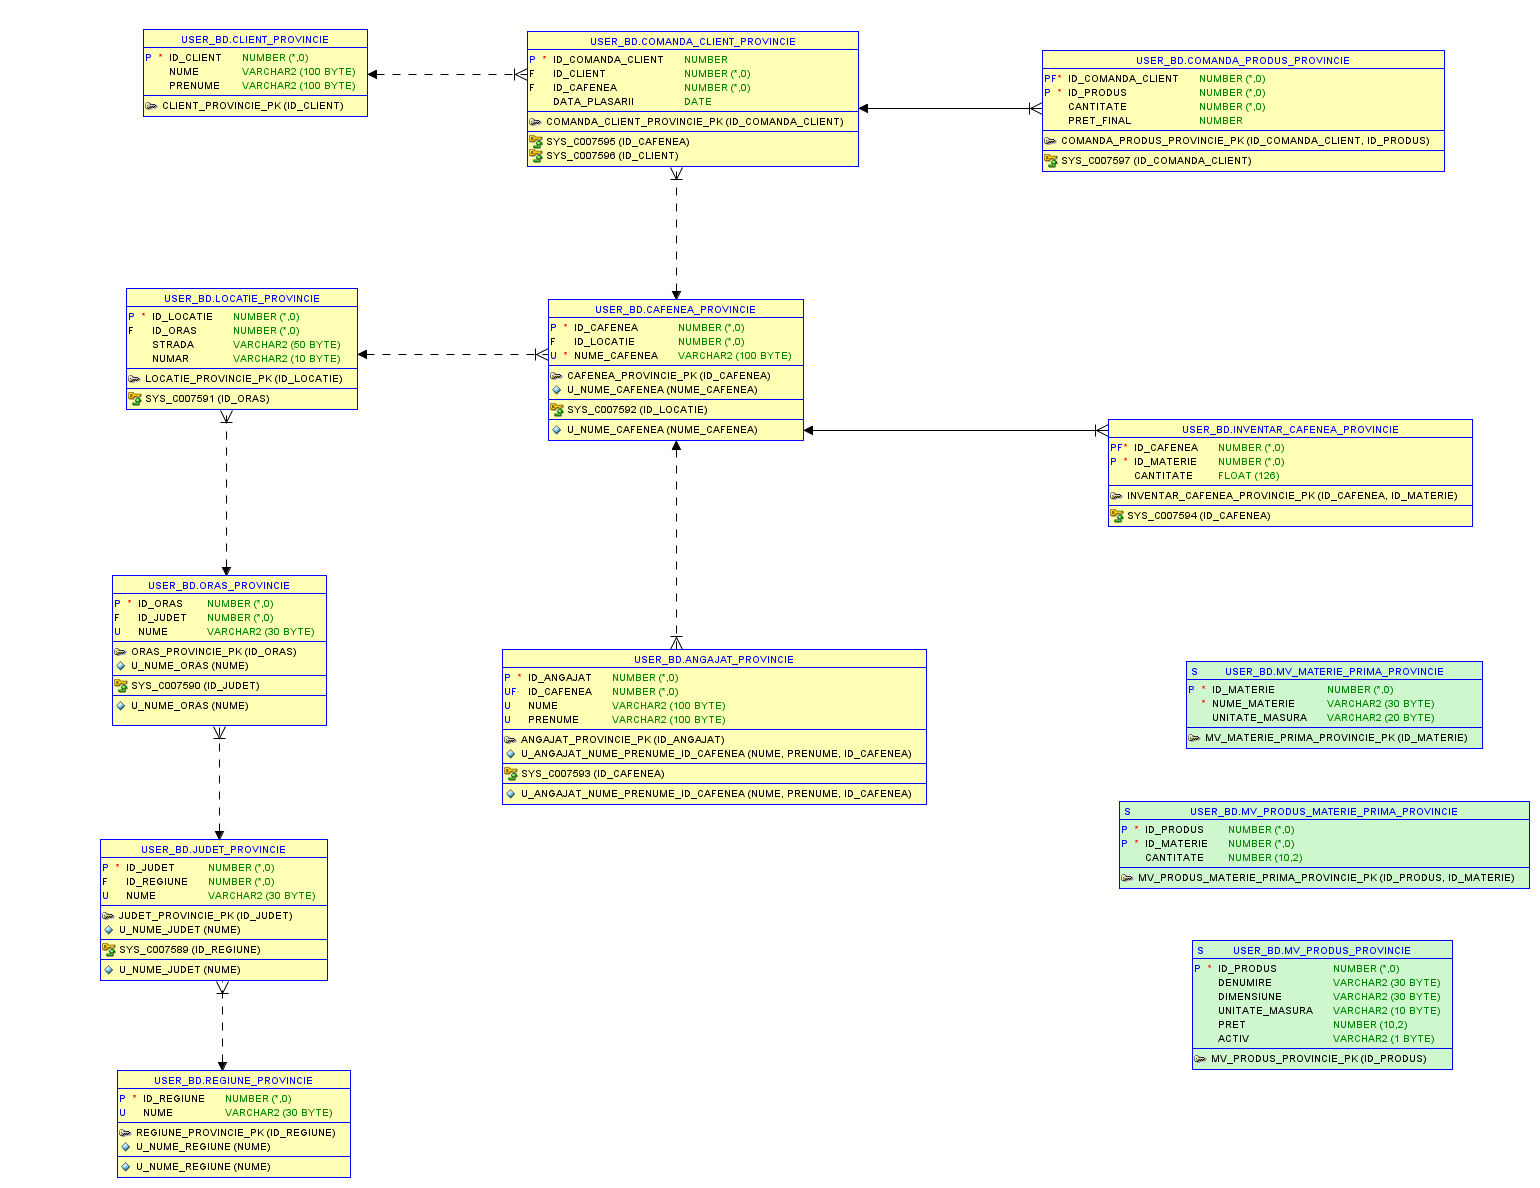 USER_BD.CLIENT_PROVINCIE
P * ID_CLIENT NUMBER (*,0)
NUME VARCHAR2 (100 BYTE)
PRENUME VARCHAR2 (100 BYTE)
CLIENT_PROVINCIE_PK (ID_CLIENT)
USER_BD.COMANDA_CLIENT_PROVINCIE
P * ID_COMANDA_CLIENT NUMBER
F ID_CLIENT NUMBER (*,0)
F ID_CAFENEA NUMBER (*,0)
DATA_PLASARII DATE
COMANDA_CLIENT_PROVINCIE_PK (ID_COMANDA_CLIENT)
SYS_C007595 (ID_CAFENEA)
SYS_C007596 (ID_CLIENT)
USER_BD.COMANDA_PRODUS_PROVINCIE
PF* ID_COMANDA_CLIENT NUMBER (*,0)
P * ID_PRODUS NUMBER (*,0)
CANTITATE NUMBER (*,0)
PRET_FINAL NUMBER
COMANDA_PRODUS_PROVINCIE_PK (ID_COMANDA_CLIENT, ID_PRODUS)
SYS_C007597 (ID_COMANDA_CLIENT)
USER_BD.LOCATIE_PROVINCIE
P * ID_LOCATIE NUMBER (*,0)
F ID_ORAS NUMBER (*,0)
STRADA VARCHAR2 (50 BYTE)
NUMAR VARCHAR2 (10 BYTE)
LOCATIE_PROVINCIE_PK (ID_LOCATIE)
SYS_C007591 (ID_ORAS)
USER_BD.CAFENEA_PROVINCIE
P * ID_CAFENEA NUMBER (*,0)
F ID_LOCATIE NUMBER (*,0)
U * NUME_CAFENEA VARCHAR2 (100 BYTE)
CAFENEA_PROVINCIE_PK (ID_CAFENEA)
U_NUME_CAFENEA (NUME_CAFENEA)
SYS_C007592 (ID_LOCATIE)
U_NUME_CAFENEA (NUME_CAFENEA)
USER_BD.INVENTAR_CAFENEA_PROVINCIE
PF* ID_CAFENEA NUMBER (*,0)
P * ID_MATERIE NUMBER (*,0)
CANTITATE FLOAT (126)
INVENTAR_CAFENEA_PROVINCIE_PK (ID_CAFENEA, ID_MATERIE)
SYS_C007594 (ID_CAFENEA)
USER_BD.ORAS_PROVINCIE
P * ID_ORAS NUMBER (*,0)
F ID_JUDET NUMBER (*,0)
U NUME VARCHAR2 (30 BYTE)
ORAS_PROVINCIE_PK (ID_ORAS)
U_NUME_ORAS (NUME)
SYS_C007590 (ID_JUDET)
U_NUME_ORAS (NUME)
USER_BD.ANGAJAT_PROVINCIE
P * ID_ANGAJAT NUMBER (*,0)
UF ID_CAFENEA NUMBER (*,0)
U NUME VARCHAR2 (100 BYTE)
U PRENUME VARCHAR2 (100 BYTE)
ANGAJAT_PROVINCIE_PK (ID_ANGAJAT)
U_ANGAJAT_NUME_PRENUME_ID_CAFENEA (NUME, PRENUME, ID_CAFENEA)
SYS_C007593 (ID_CAFENEA)
U_ANGAJAT_NUME_PRENUME_ID_CAFENEA (NUME, PRENUME, ID_CAFENEA)
S USER_BD.MV_MATERIE_PRIMA_PROVINCIE
P * ID_MATERIE NUMBER (*,0)
* NUME_MATERIE VARCHAR2 (30 BYTE)
UNITATE_MASURA VARCHAR2 (20 BYTE)
MV_MATERIE_PRIMA_PROVINCIE_PK (ID_MATERIE)
S USER_BD.MV_PRODUS_MATERIE_PRIMA_PROVINCIE
P * ID_PRODUS NUMBER (*,0)
P * ID_MATERIE NUMBER (*,0)
CANTITATE NUMBER (10,2)
MV_PRODUS_MATERIE_PRIMA_PROVINCIE_PK (ID_PRODUS, ID_MATERIE)
USER_BD.JUDET_PROVINCIE
P * ID_JUDET NUMBER (*,0)
F ID_REGIUNE NUMBER (*,0)
U NUME VARCHAR2 (30 BYTE)
JUDET_PROVINCIE_PK (ID_JUDET)
U_NUME_JUDET (NUME)
SYS_C007589 (ID_REGIUNE)
U_NUME_JUDET (NUME)
S USER_BD.MV_PRODUS_PROVINCIE
P * ID_PRODUS NUMBER (*,0)
DENUMIRE VARCHAR2 (30 BYTE)
DIMENSIUNE VARCHAR2 (30 BYTE)
UNITATE_MASURA VARCHAR2 (10 BYTE)
PRET NUMBER (10,2)
ACTIV VARCHAR2 (1 BYTE)
MV_PRODUS_PROVINCIE_PK (ID_PRODUS)
USER_BD.REGIUNE_PROVINCIE
P * ID_REGIUNE NUMBER (*,0)
U NUME VARCHAR2 (30 BYTE)
REGIUNE_PROVINCIE_PK (ID_REGIUNE)
U_NUME_REGIUNE (NUME)
U_NUME_REGIUNE (NUME)